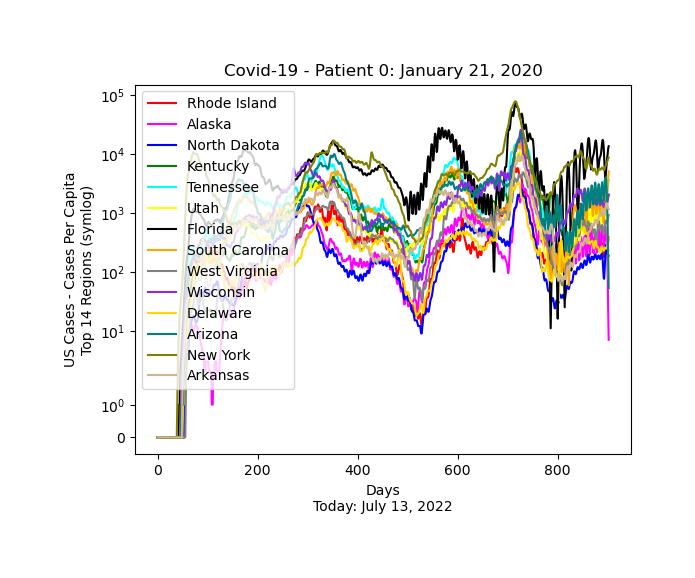 Covid-19 - Patient 0: January 21, 2020
US Cases - Cases Per Capita
Top 14 Regions (symlog)
10^5
10^4
10^3
10^2
10^1
10^0
0
Rhode Island
Alaska
North Dakota
Kentucky
Tennessee
Utah
Florida
South Carolina
West Virginia
Wisconsin
Delaware
Arizona
New York
Arkansas
0 200 400 600 800
Days
Today: July 13, 2022